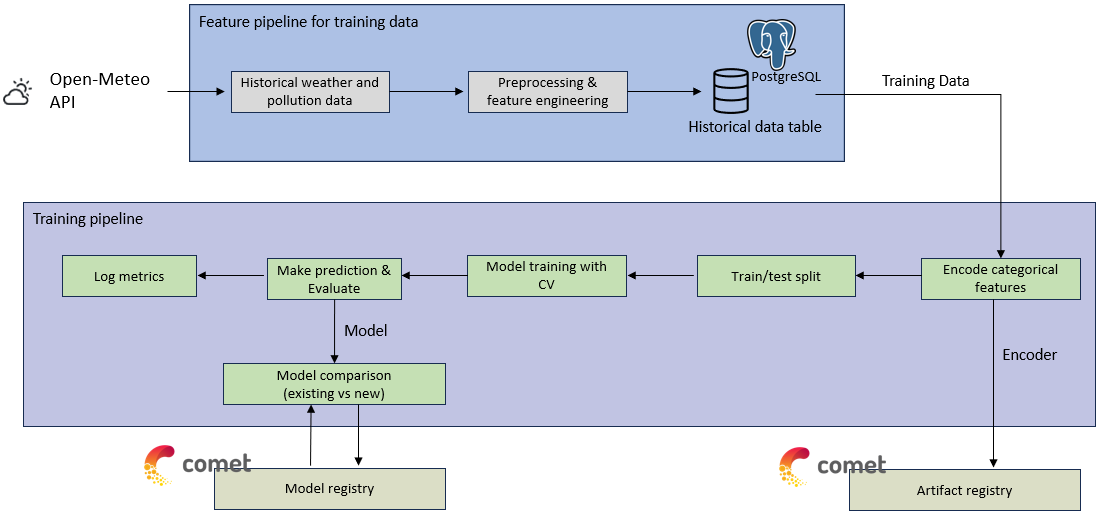 Feature pipeline for training data
Open-Meteo
API
Historical weather and
pollution data
Preprocessing &
feature engineering
PostgreSQL
Historical data table
Training Data
Training pipeline
Log metrics
Make prediction &
Evaluate
Model training with
CV
Train/test split
Encode categorical
features
Model
Encoder
Model comparison
(existing vs new)
comet
Model registry
comet
Artifact registry